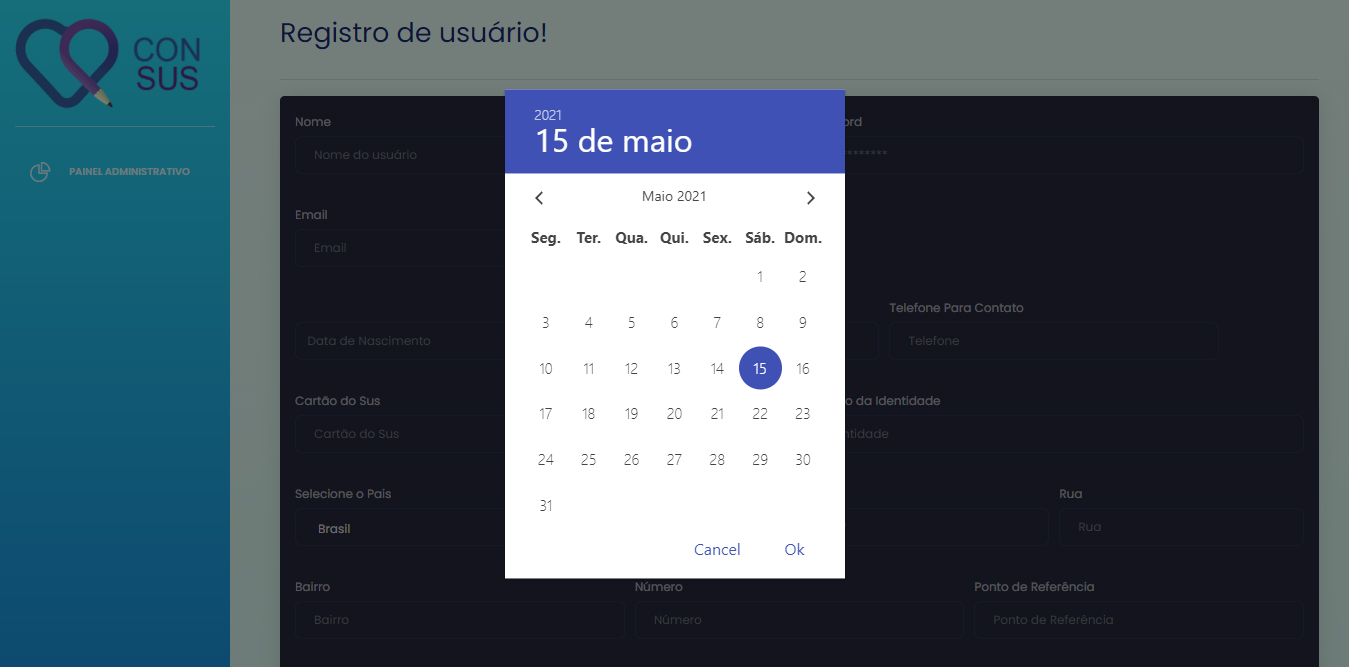 CON
SUS
PAINEL ADMINISTRATIVO
Registro de usuário!
Nome
Nome do usuário
********
Email
Email
Data de Nascimento
Telefone Para Contato
Telefone
Cartão do Sus
Cartão do Sus
da Identidade
Selecione o Pais
Brasil
Rua
Rua
Bairro
Bairro
Número
Número
Ponto de Referência
Ponto de Referência
2021
15 de maio
Maio 2021
Seg. Ter. Qua. Qui. Sex. Sáb. Dom.
1 2
3 4 5 6 7 8 9
10 11 12 13 14 15 16
17 18 19 20 21 22 23
24 25 26 27 28 29 30
31
Cancel Ok